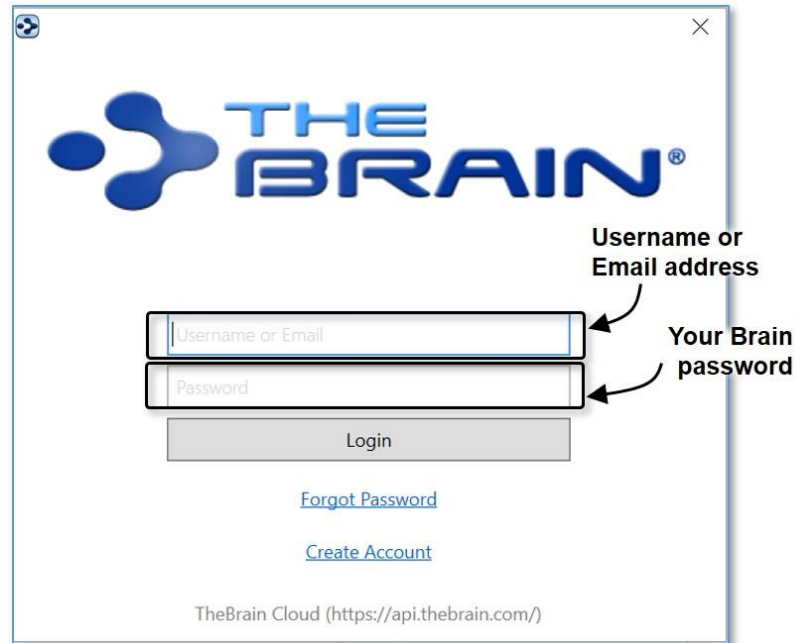 THE
BRAIN®
Username or
Email address
Username or Email
Your Brain
password
Password
Login
Forgot Password
Create Account
TheBrain Cloud (https://api.thebrain.com/)